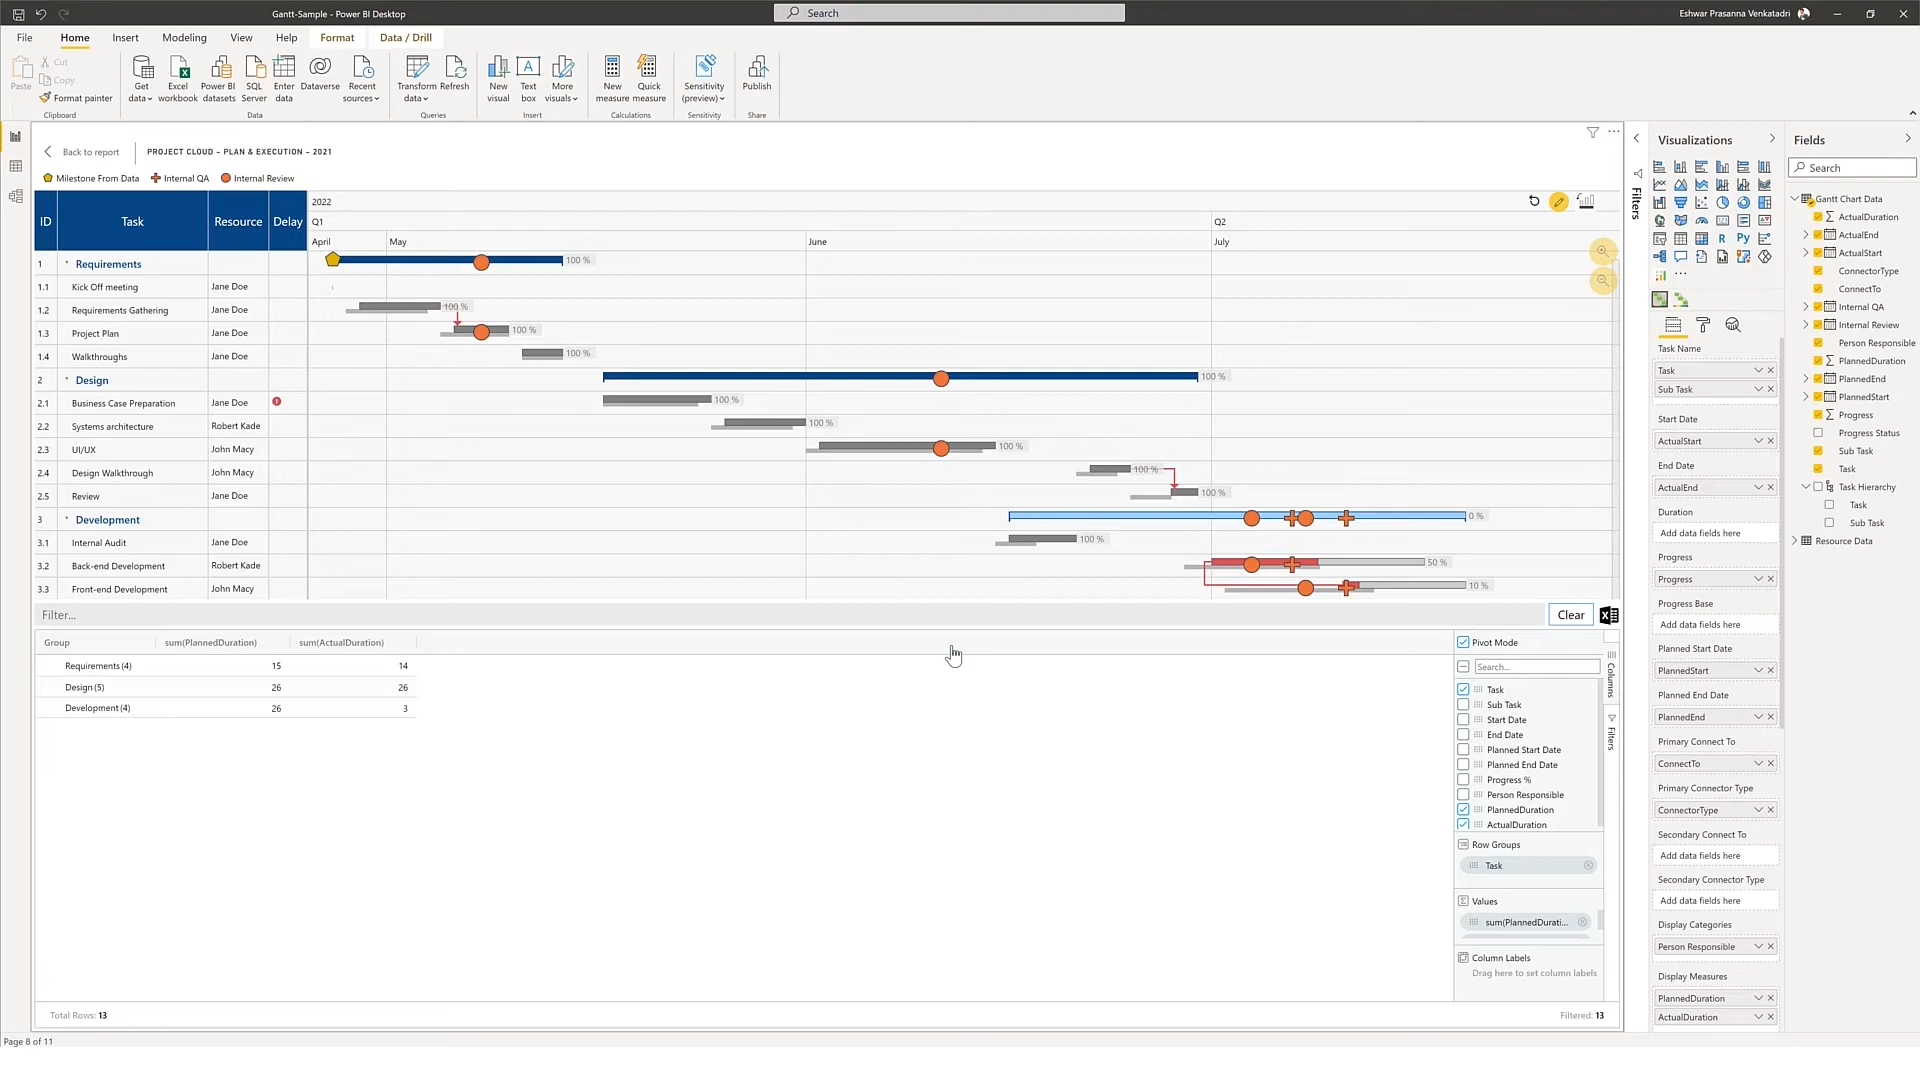 Gantt-Sample - Power BI Desktop
Search
Eshwar Prasanna Venkatadri
File Home Insert Modeling View Help Format Data / Drill
Paste
Cut
Copy
Format painter
Clipboard
Get data
Excel workbook
Power BI datasets
SQL Server
Enter data
Dataverse
Recent sources
Data
Transform data
Refresh
Queries
New visual
Text box
More visuals
Insert
New measure
Quick measure
Calculations
Sensitivity (preview)
Sensitivity
Publish
Share
Back to report
PROJECT CLOUD – PLAN & EXECUTION – 2021
Milestone From Data Internal QA Internal Review
ID Task Resource Delay
2022
Q1 Q2
April May June July
1 Requirements 100 %
1.1 Kick Off meeting Jane Doe
1.2 Requirements Gathering Jane Doe 100 %
1.3 Project Plan Jane Doe 100 %
1.4 Walkthroughs Jane Doe 100 %
2 Design 100 %
2.1 Business Case Preparation Jane Doe 100 %
2.2 Systems architecture Robert Kade 100 %
2.3 UI/UX John Macy 100 %
2.4 Design Walkthrough John Macy 100 %
2.5 Review Jane Doe 100 %
3 Development 0 %
3.1 Internal Audit Jane Doe 100 %
3.2 Back-end Development Robert Kade 50 %
3.3 Front-end Development John Macy 10 %
Filter...
Clear
Group sum(PlannedDuration) sum(ActualDuration)
Requirements (4) 15 14
Design (5) 26 26
Development (4) 26 3
Total Rows: 13
Filtered: 13
Page 8 of 11
Pivot Mode
Search...
Task
Sub Task
Start Date
End Date
Planned Start Date
Planned End Date
Progress %
Person Responsible
PlannedDuration
ActualDuration
Row Groups
Task
Values
sum(PlannedDurati...
Column Labels
Drag here to set column labels
Columns
Filters
Filters
Visualizations
R Py
Task Name
Task
Sub Task
Start Date
ActualStart
End Date
ActualEnd
Duration
Add data fields here
Progress
Progress
Progress Base
Add data fields here
Planned Start Date
PlannedStart
Planned End Date
PlannedEnd
Primary Connect To
ConnectTo
Primary Connector Type
ConnectorType
Secondary Connect To
Add data fields here
Secondary Connector Type
Add data fields here
Display Categories
Person Responsible
Display Measures
PlannedDuration
ActualDuration
Fields
Search
Gantt Chart Data
ActualDuration
ActualEnd
ActualStart
ConnectorType
ConnectTo
Internal QA
Internal Review
Person Responsible
PlannedDuration
PlannedEnd
PlannedStart
Progress
Progress Status
Sub Task
Task
Task Hierarchy
Task
Sub Task
Resource Data